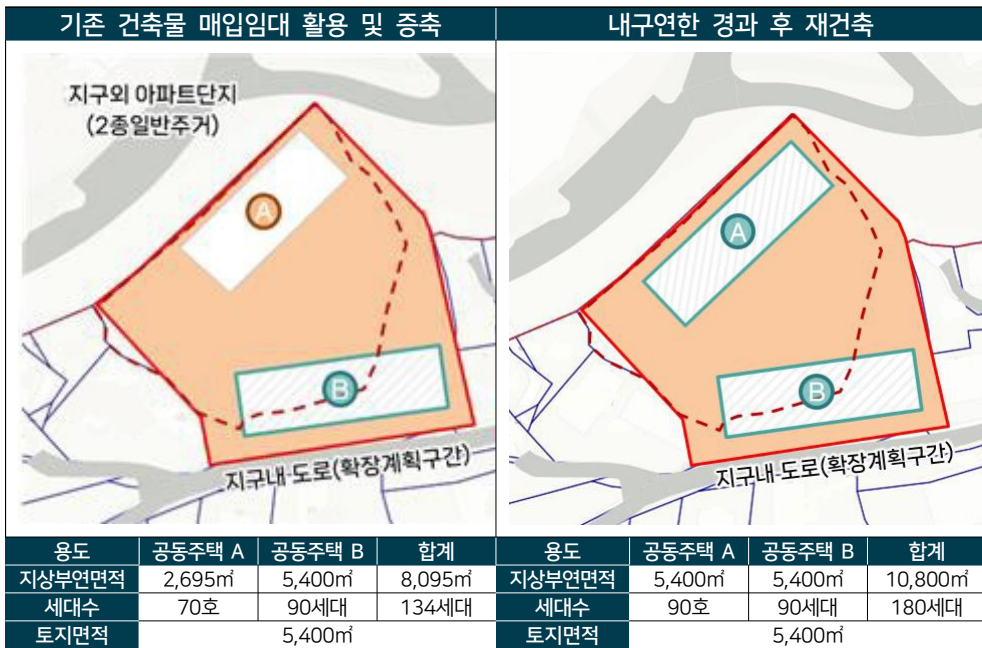 기존 건축물 매입임대 활용 및 증축
지구외 아파트단지
(2종일반주거)
A
B
지구내 도로(확장계획구간)
용도 공동주택 A 공동주택 B 합계
지상부연면적 2,695㎡ 5,400㎡ 8,095㎡
세대수 70호 90세대 134세대
토지면적 5,400㎡
내구연한 경과 후 재건축
A
B
지구내 도로(확장계획구간)
용도 공동주택 A 공동주택 B 합계
지상부연면적 5,400㎡ 5,400㎡ 10,800㎡
세대수 90호 90세대 180세대
토지면적 5,400㎡